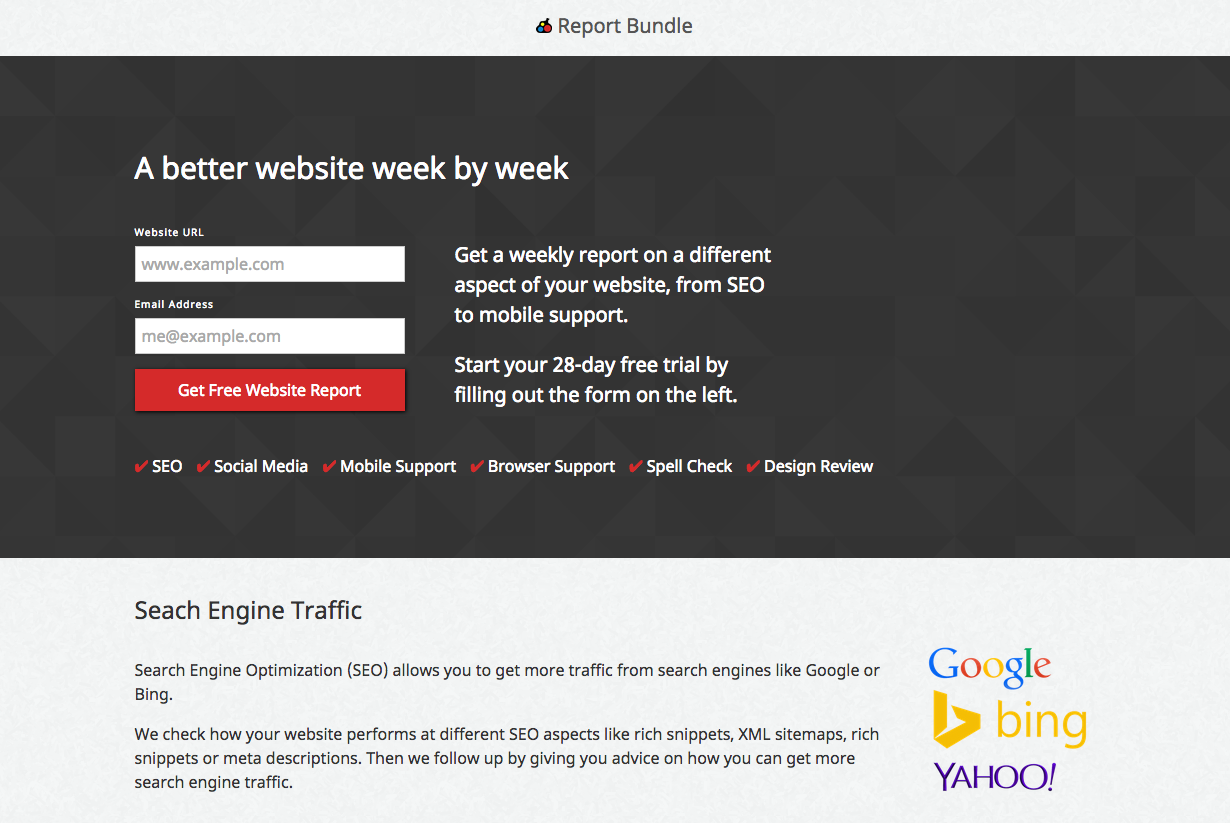 Report Bundle
A better website week by week
Website URL
www.example.com
Email Address
me@example.com
Get Free Website Report
Get a weekly report on a different
aspect of your website, from SEO
to mobile support.
Start your 28-day free trial by
filling out the form on the left.
✔ SEO ✔ Social Media ✔ Mobile Support ✔ Browser Support ✔ Spell Check ✔ Design Review
Seach Engine Traffic
Search Engine Optimization (SEO) allows you to get more traffic from search engines like Google or
Bing.
We check how your website performs at different SEO aspects like rich snippets, XML sitemaps, rich
snippets or meta descriptions. Then we follow up by giving you advice on how you can get more
search engine traffic.
Google
bing
YAHOO!